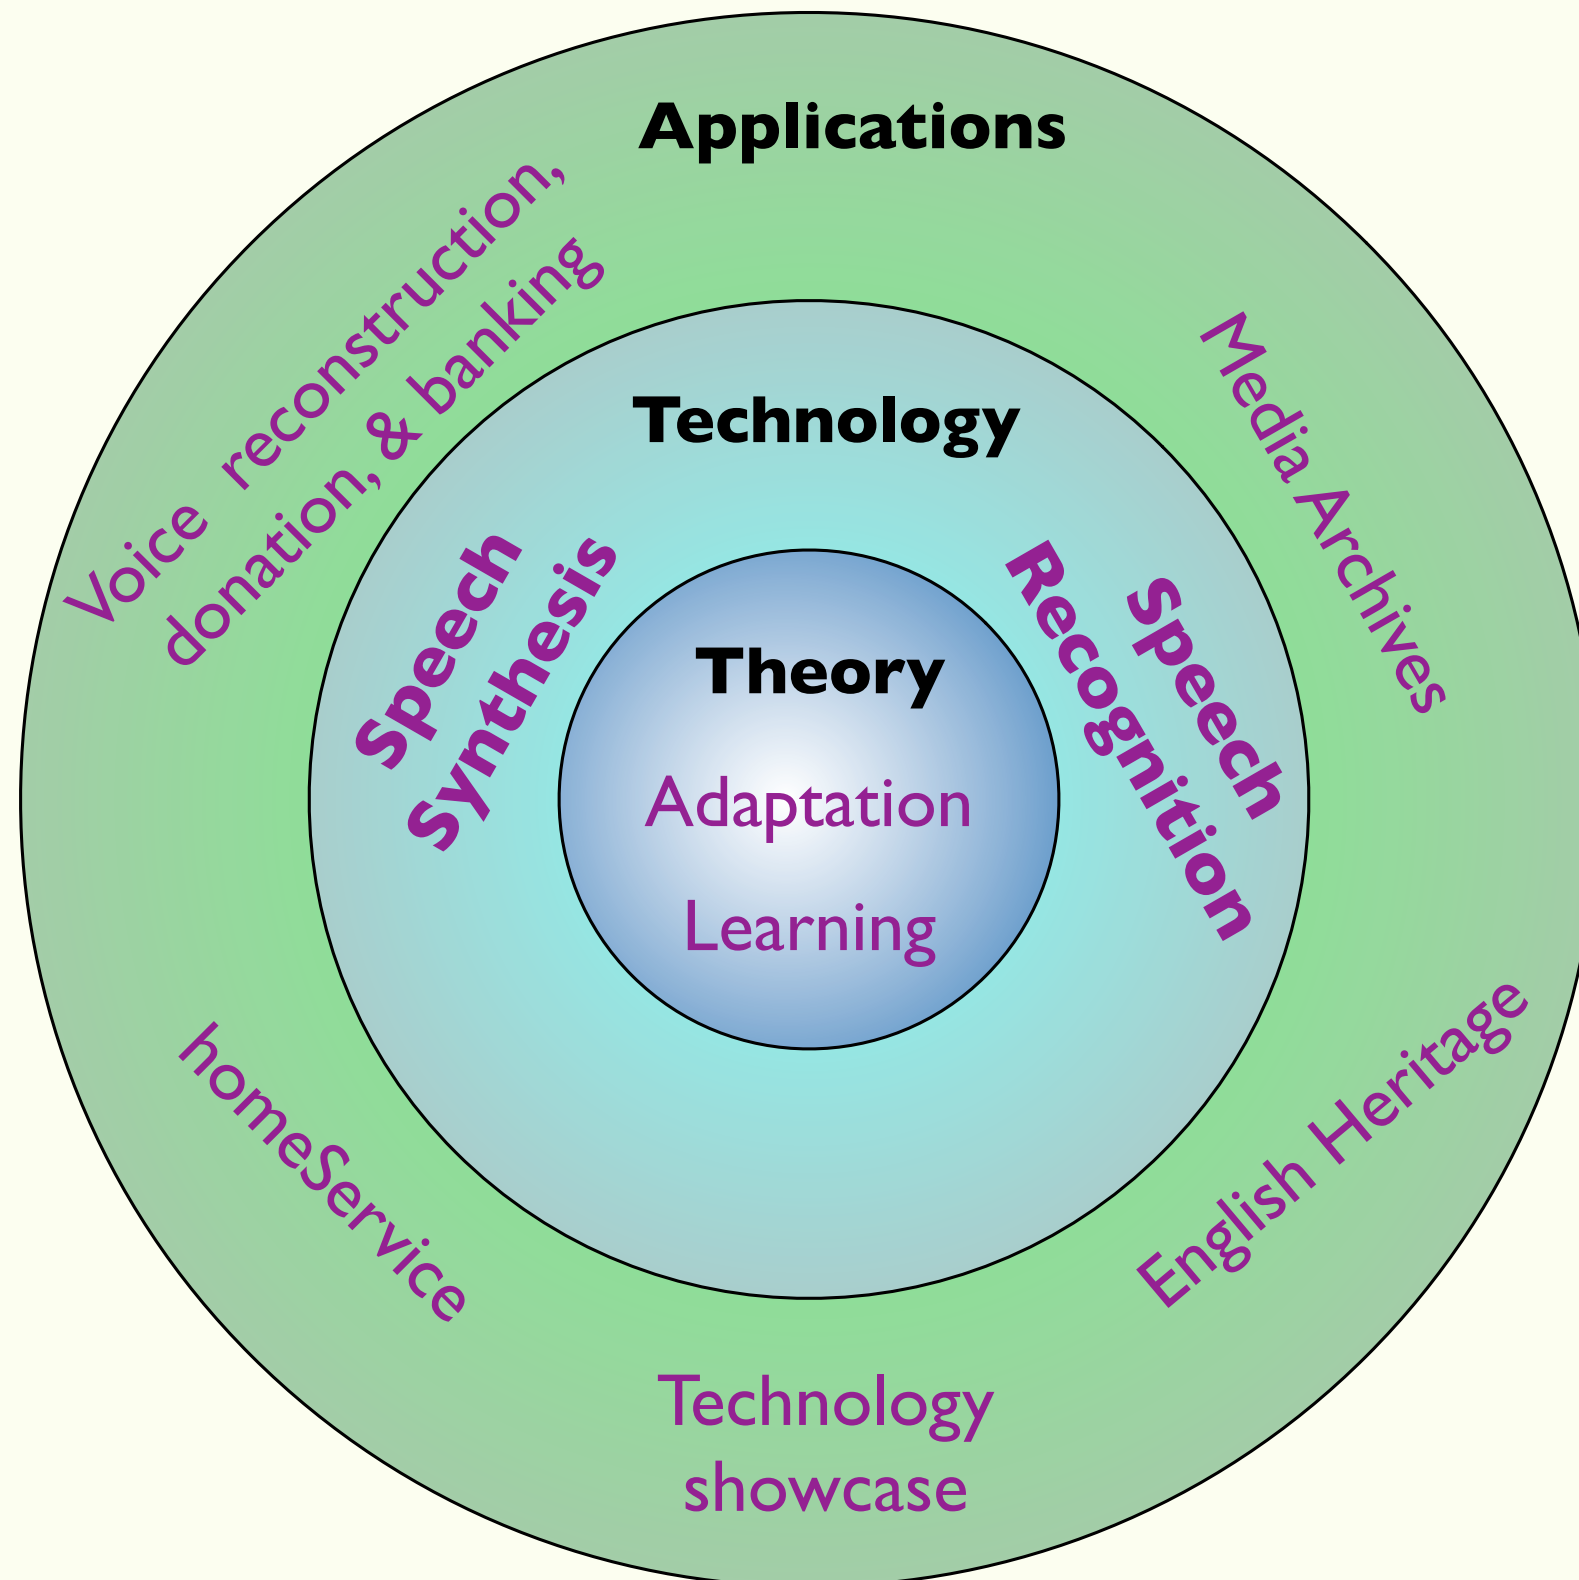 Applications
Voice reconstruction,
donation, & banking
Media Archives
Technology
Speech
Synthesis
Speech
Recognition
Theory
Adaptation
Learning
homeService
English Heritage
Technology
showcase